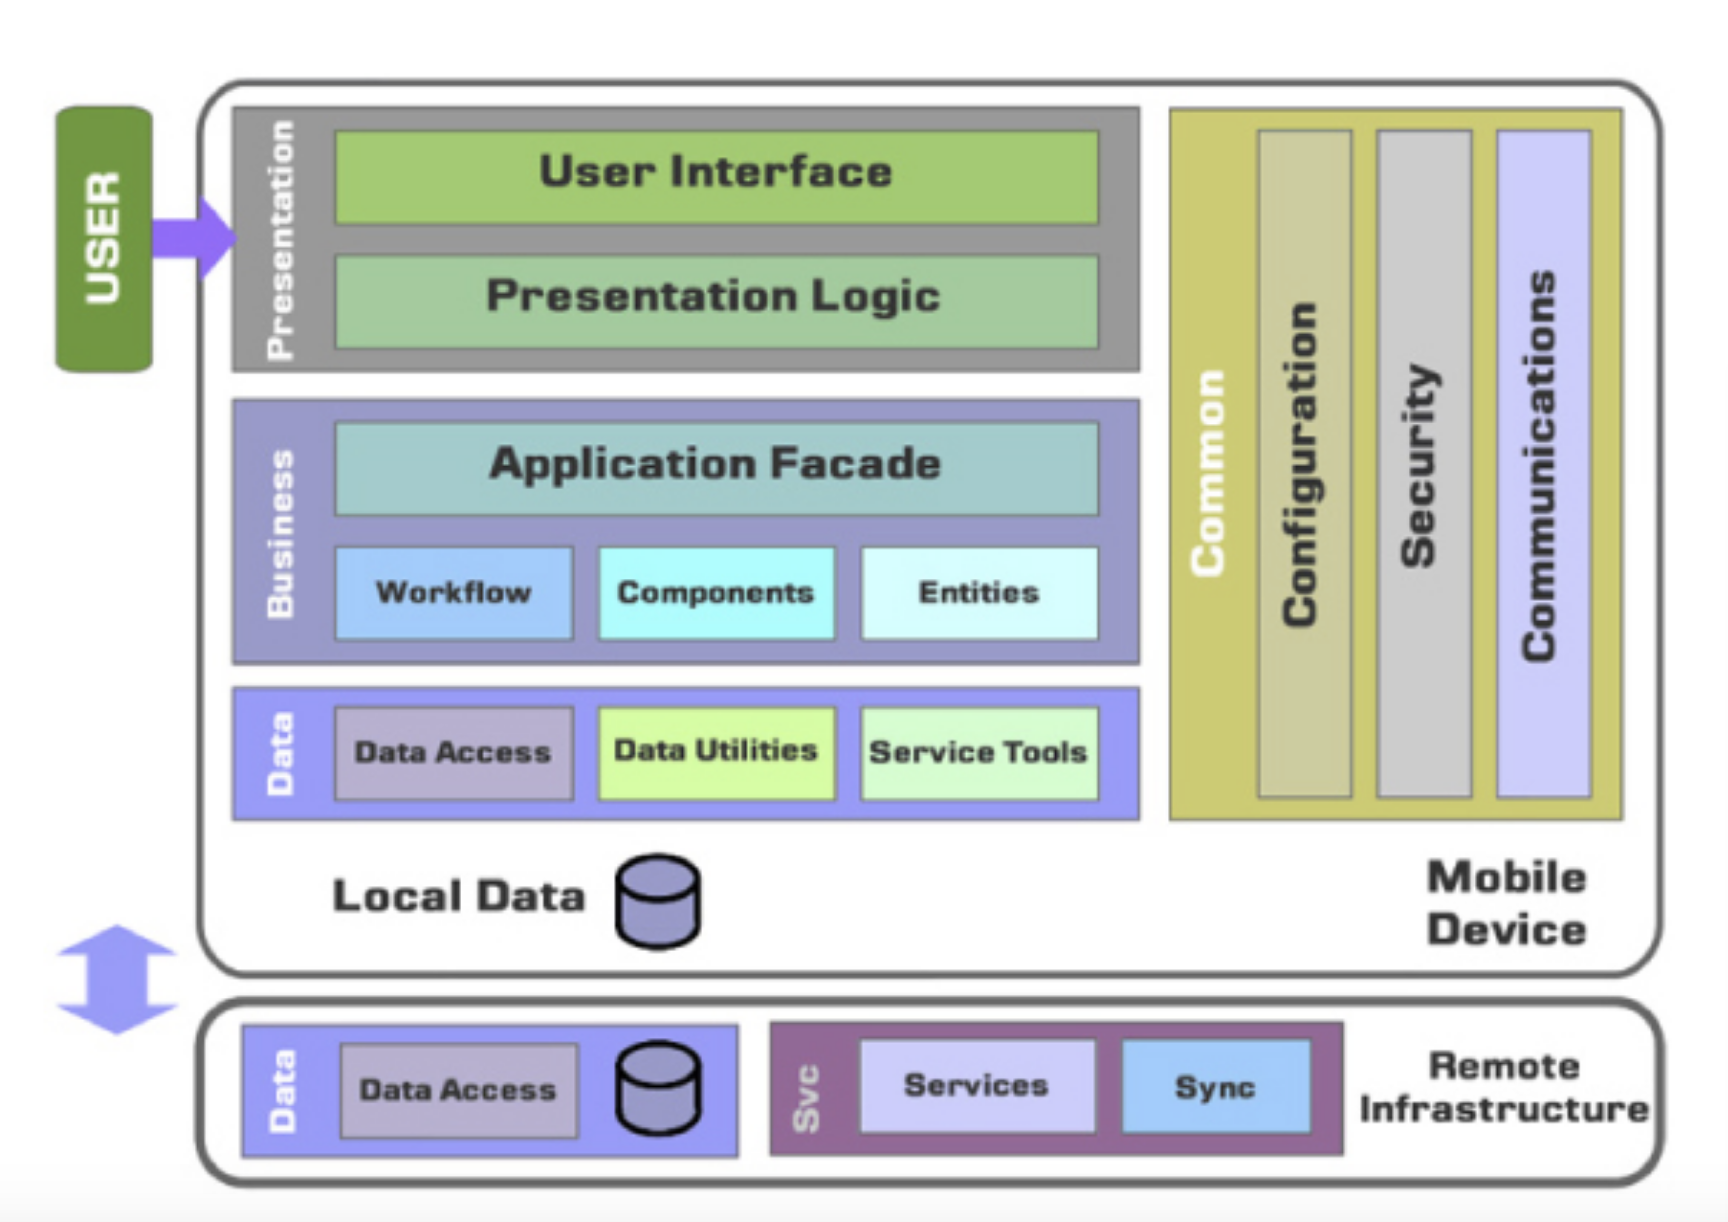 USER
Presentation
User Interface
Presentation Logic
Business
Application Facade
Workflow
Components
Entities
Data
Data Access
Data Utilities
Service Tools
Common
Configuration
Security
Communications
Local Data
Mobile
Device
Data
Data Access
Svc
Services
Sync
Remote
Infrastructure